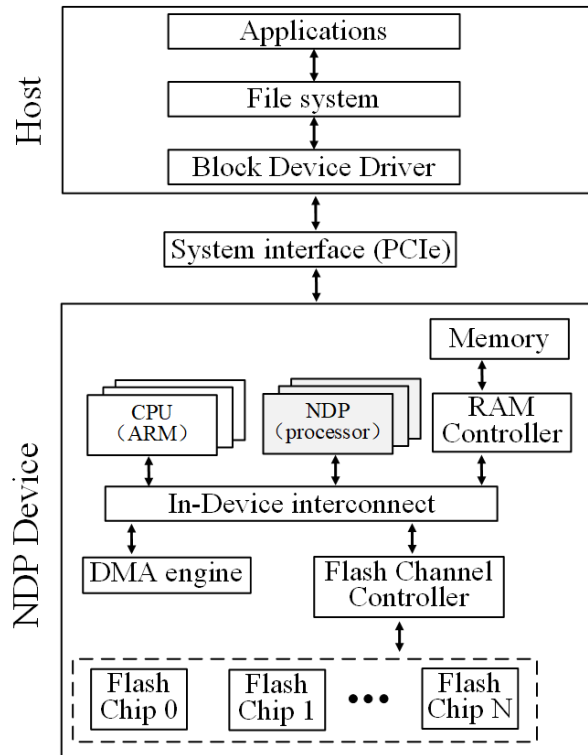 Host
Applications
File system
Block Device Driver
System interface (PCIe)
NDP Device
Memory
CPU
（ARM）
NDP
（processor）
RAM
Controller
In-Device interconnect
DMA engine
Flash Channel
Controller
Flash
Chip 0
Flash
Chip 1
•••
Flash
Chip N